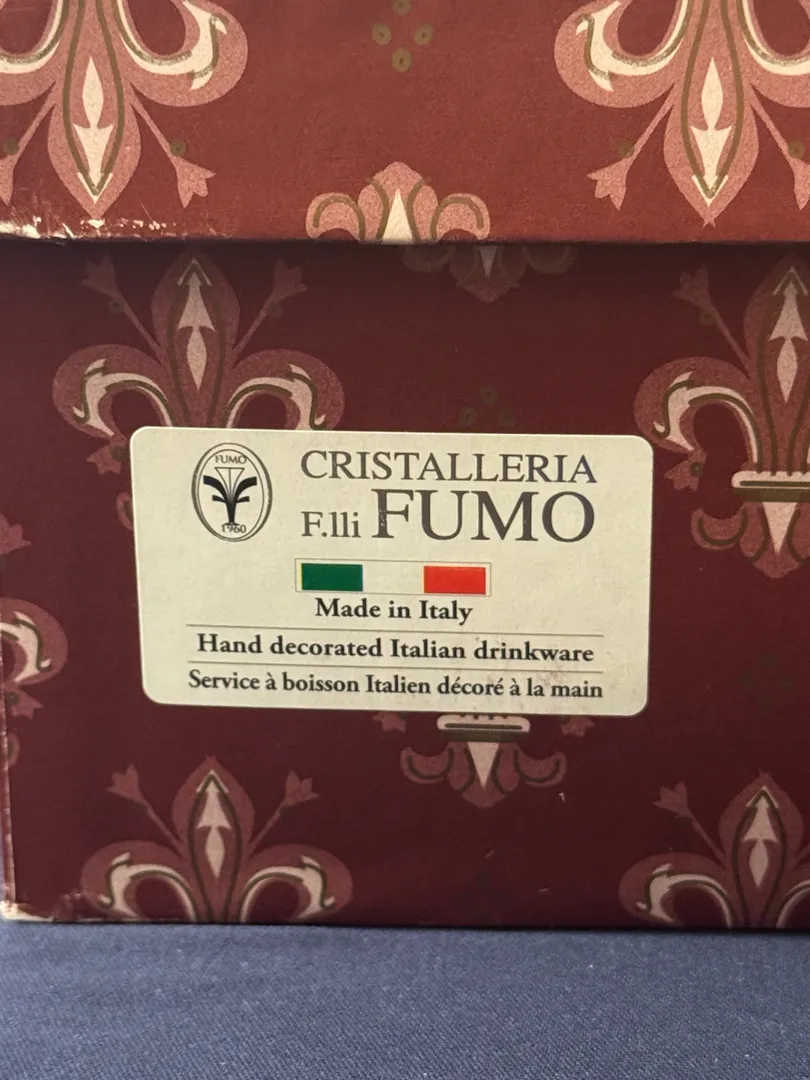 FUMO
1960
CRISTALLERIA
F.lli FUMO
Made in Italy
Hand decorated Italian drinkware
Service à boisson Italien décoré à la main